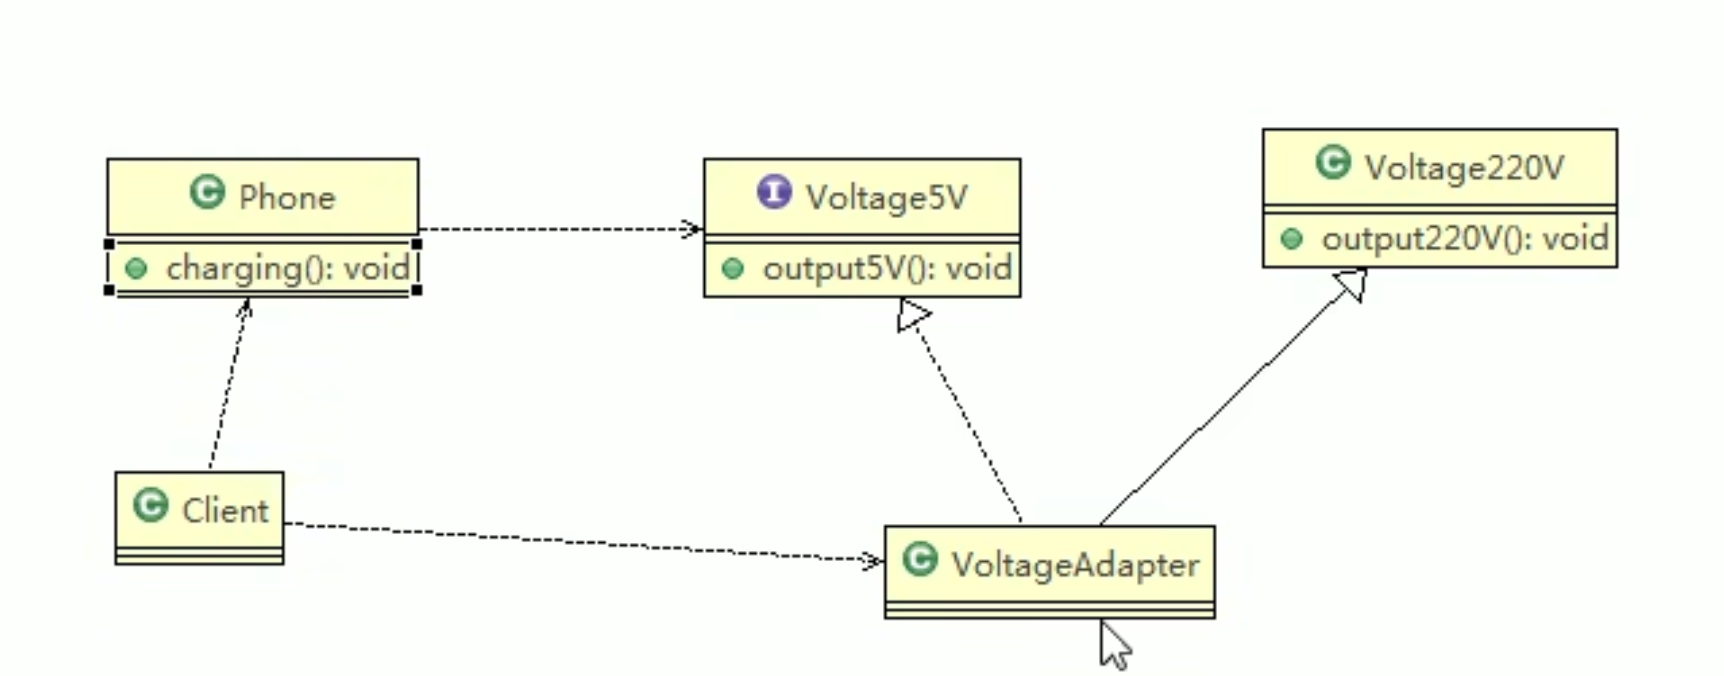 C Phone
charging(): void
I Voltage5V
output5V(): void
C Voltage220V
output220V(): void
C Client
C VoltageAdapter